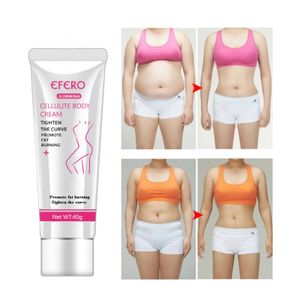 EFERO
SLIMMING
CELLULITE BODY
CREAM
TIGHTEN
THE CURVE
PROMOTE
FAT
BURNING
+
Promote fat burning
Tighten the curve
Net WT:40g